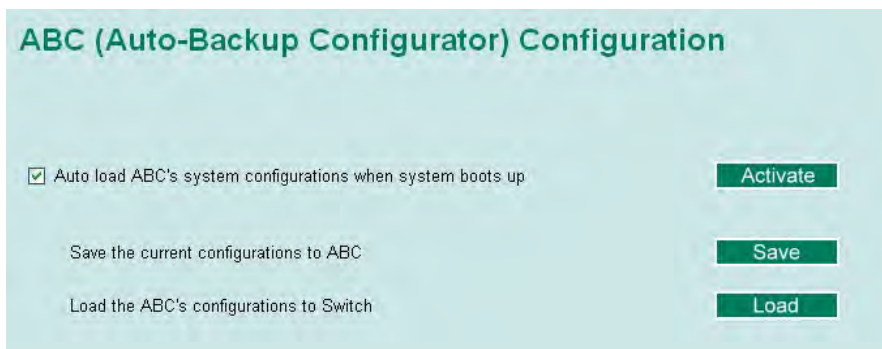 ABC (Auto-Backup Configurator) Configuration
Auto load ABC's system configurations when system boots up Activate
Save the current configurations to ABC Save
Load the ABC's configurations to Switch Load